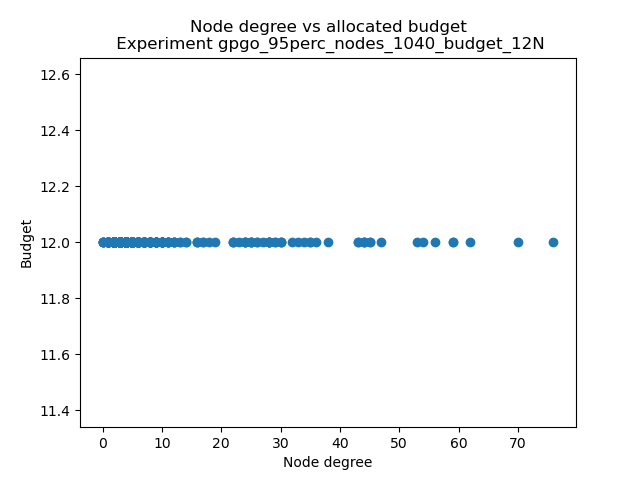 Node degree vs allocated budget
Experiment gpgo_95perc_nodes_1040_budget_12N
12.6
12.4
12.2
12.0
11.8
11.6
11.4
Budget
0 10 20 30 40 50 60 70
Node degree